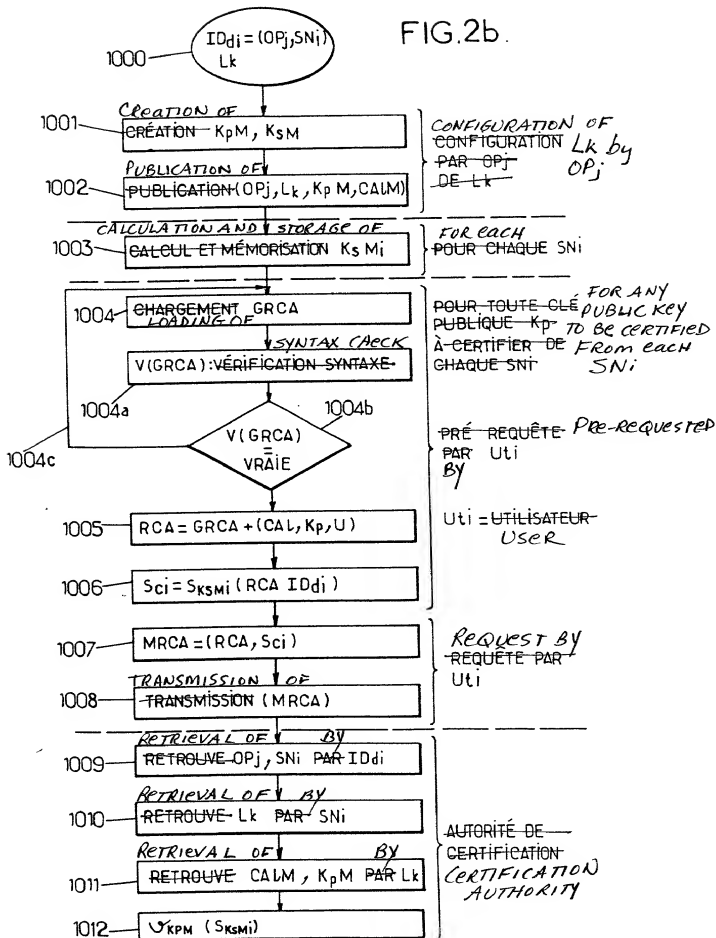 FIG.2b.
1000
IDdi = (OPj,SNi)
Lk
CREATION OF
1001
CRÉATION KpM, KsM
PUBLICATION OF
1002
PUBLICATION (OPj, Lk, KpM, CALM)
CONFIGURATION OF
CONFIGURATION Lk by
PAR OPj OPj
DE Lk
CALCULATION AND STORAGE OF
1003
CALCUL ET MÉMORISATION KsMi
FOR each
POUR CHAQUE SNi
1004
CHARGEMENT GRCA
LOADING OF
SYNTAX CHECK
V(GRCA):VÉRIFICATION SYNTAXE
1004a
1004b
V(GRCA)
=
VRAIE
1004c
POUR TOUTE CLÉ FOR ANY
PUBLIQUE Kp PUBLIC KEY
À CERTIFIER DE TO BE CERTIFIED
CHAQUE SNi FROM each
SNi
PRÉ REQUÊTE PRE-REQUESTED
PAR Uti
BY
Uti = UTILISATEUR
USER
1005
RCA = GRCA + (CAL, Kp, U)
1006
Sci = SKSMi (RCA IDdi)
1007
MRCA = (RCA, Sci)
TRANSMISSION OF
1008
TRANSMISSION (MRCA)
REQUEST BY
REQUÊTE PAR
Uti
RETRIEVAL OF BY
1009
RETROUVE OPj, SNi PAR IDdi
RETRIEVAL OF BY
1010
RETROUVE Lk PAR SNi
RETRIEVAL OF BY
1011
RETROUVE CALM, KpM PAR Lk
AUTORITÉ DE
CERTIFICATION
CERTIFICATION
AUTHORITY
1012
υKPM (SKSMi)